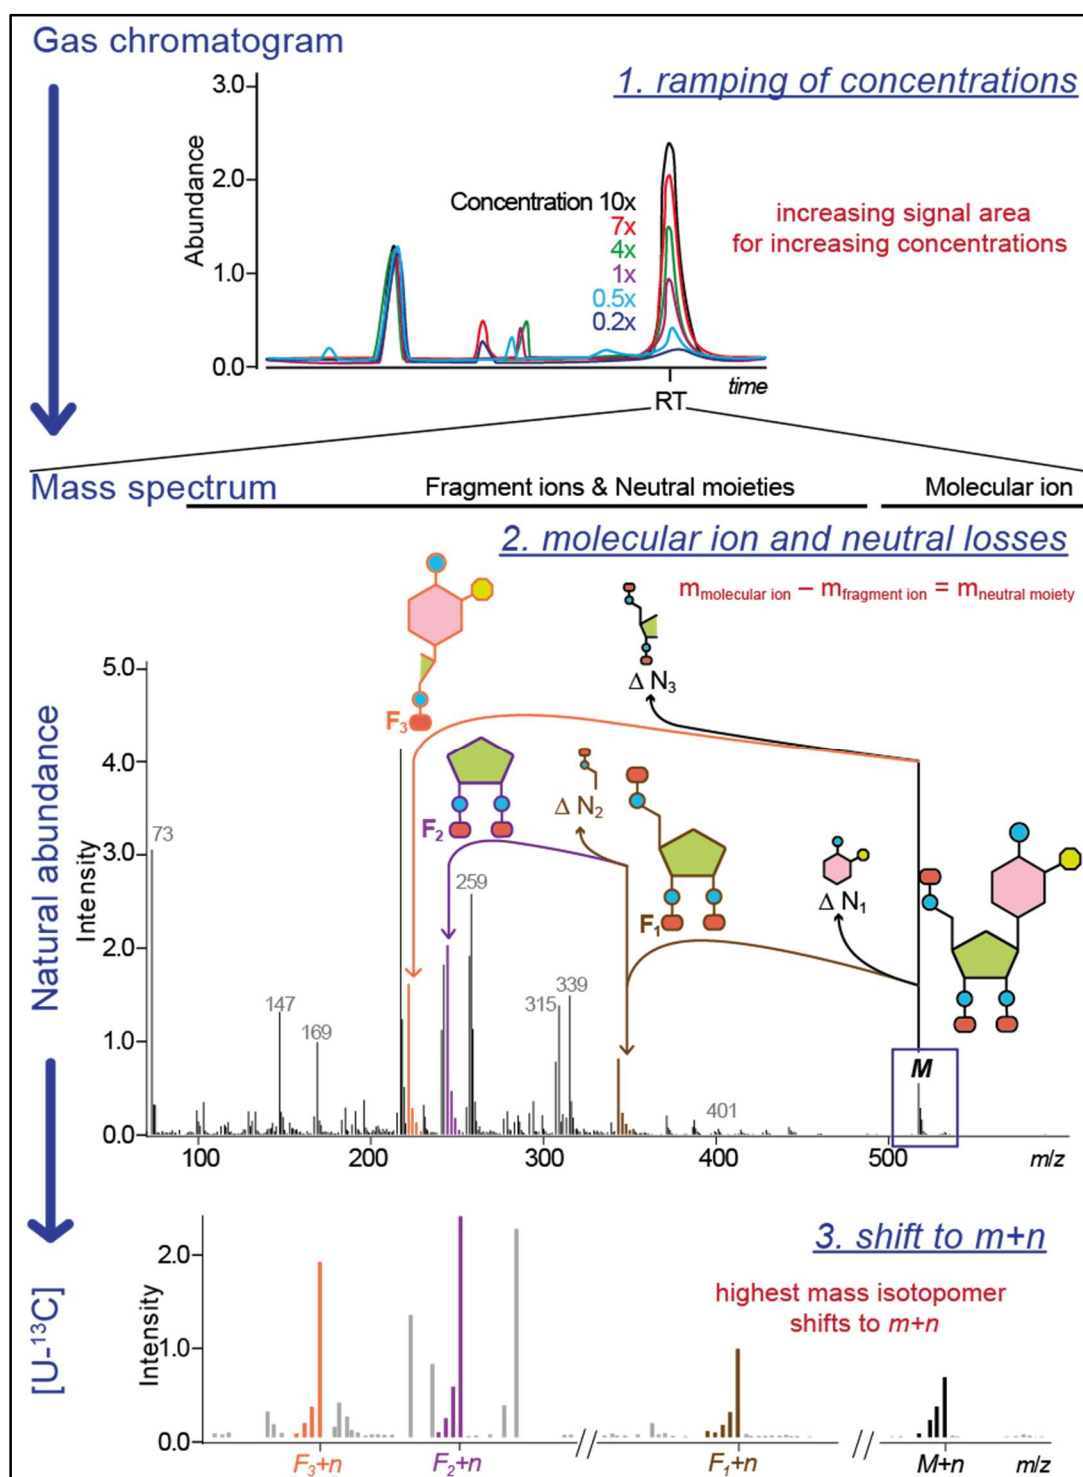 Gas chromatogram
1. ramping of concentrations
3.0
2.0
1.0
0.0
Abundance
Concentration 10x
7x
4x
1x
0.5x
0.2x
increasing signal area
for increasing concentrations
time
RT
Mass spectrum
Fragment ions & Neutral moieties
Molecular ion
2. molecular ion and neutral losses
m molecular ion – m fragment ion = m neutral moiety
Natural abundance
Intensity
5.0
4.0
3.0
2.0
1.0
0.0
F3
Δ N3
F2
Δ N2
F1
Δ N1
73
147
169
259
315
339
401
M
100
200
300
400
500
m/z
[U-13C]
3. shift to m+n
highest mass isotopomer
shifts to m+n
Intensity
2.0
1.0
0.0
F3+n
F2+n
F1+n
M+n
m/z